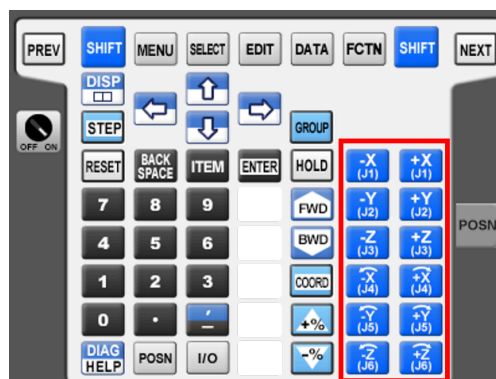 PREV SHIFT MENU SELECT EDIT DATA FCTN SHIFT NEXT
DISP
STEP GROUP
OFF ON
RESET BACK SPACE ITEM ENTER HOLD -X (J1) +X (J1)
7 8 9 FWD -Y (J2) +Y (J2)
POSN
4 5 6 BWD -Z (J3) +Z (J3)
1 2 3 COORD -X (J4) +X (J4)
0 . , - +% -Y (J5) +Y (J5)
DIAG HELP POSN I/O -% -Z (J6) +Z (J6)